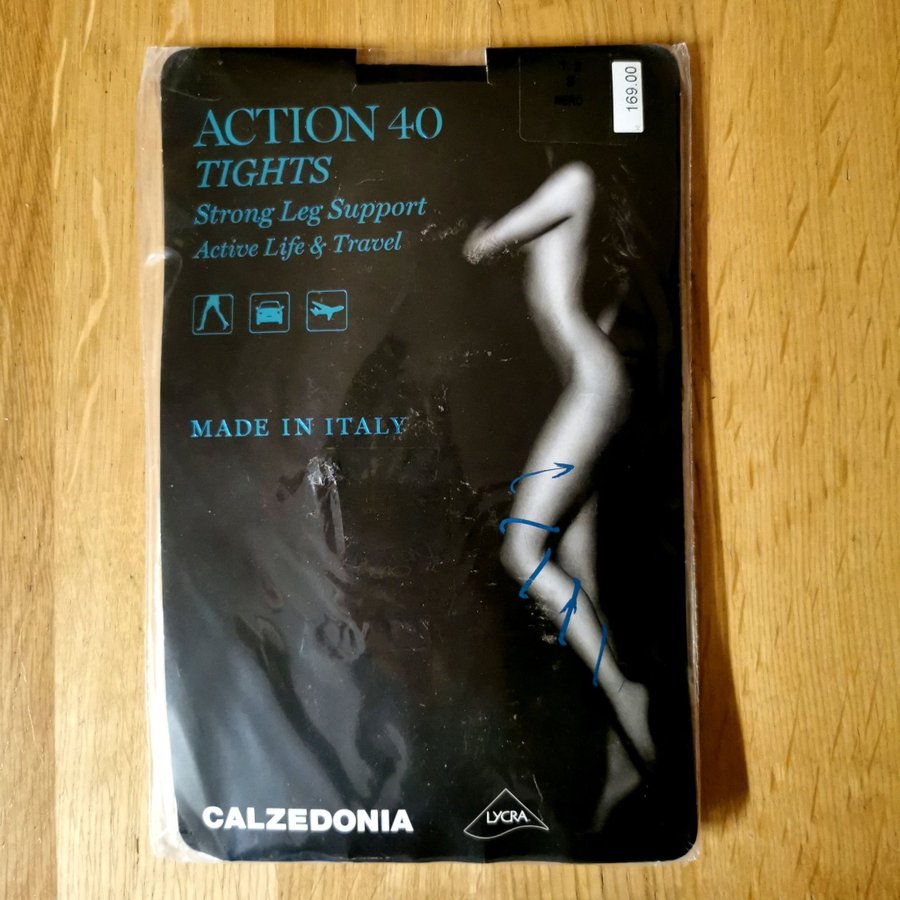 169.00
ACTION 40
TIGHTS
Strong Leg Support
Active Life & Travel
MADE IN ITALY
CALZEDONIA
LYCRA